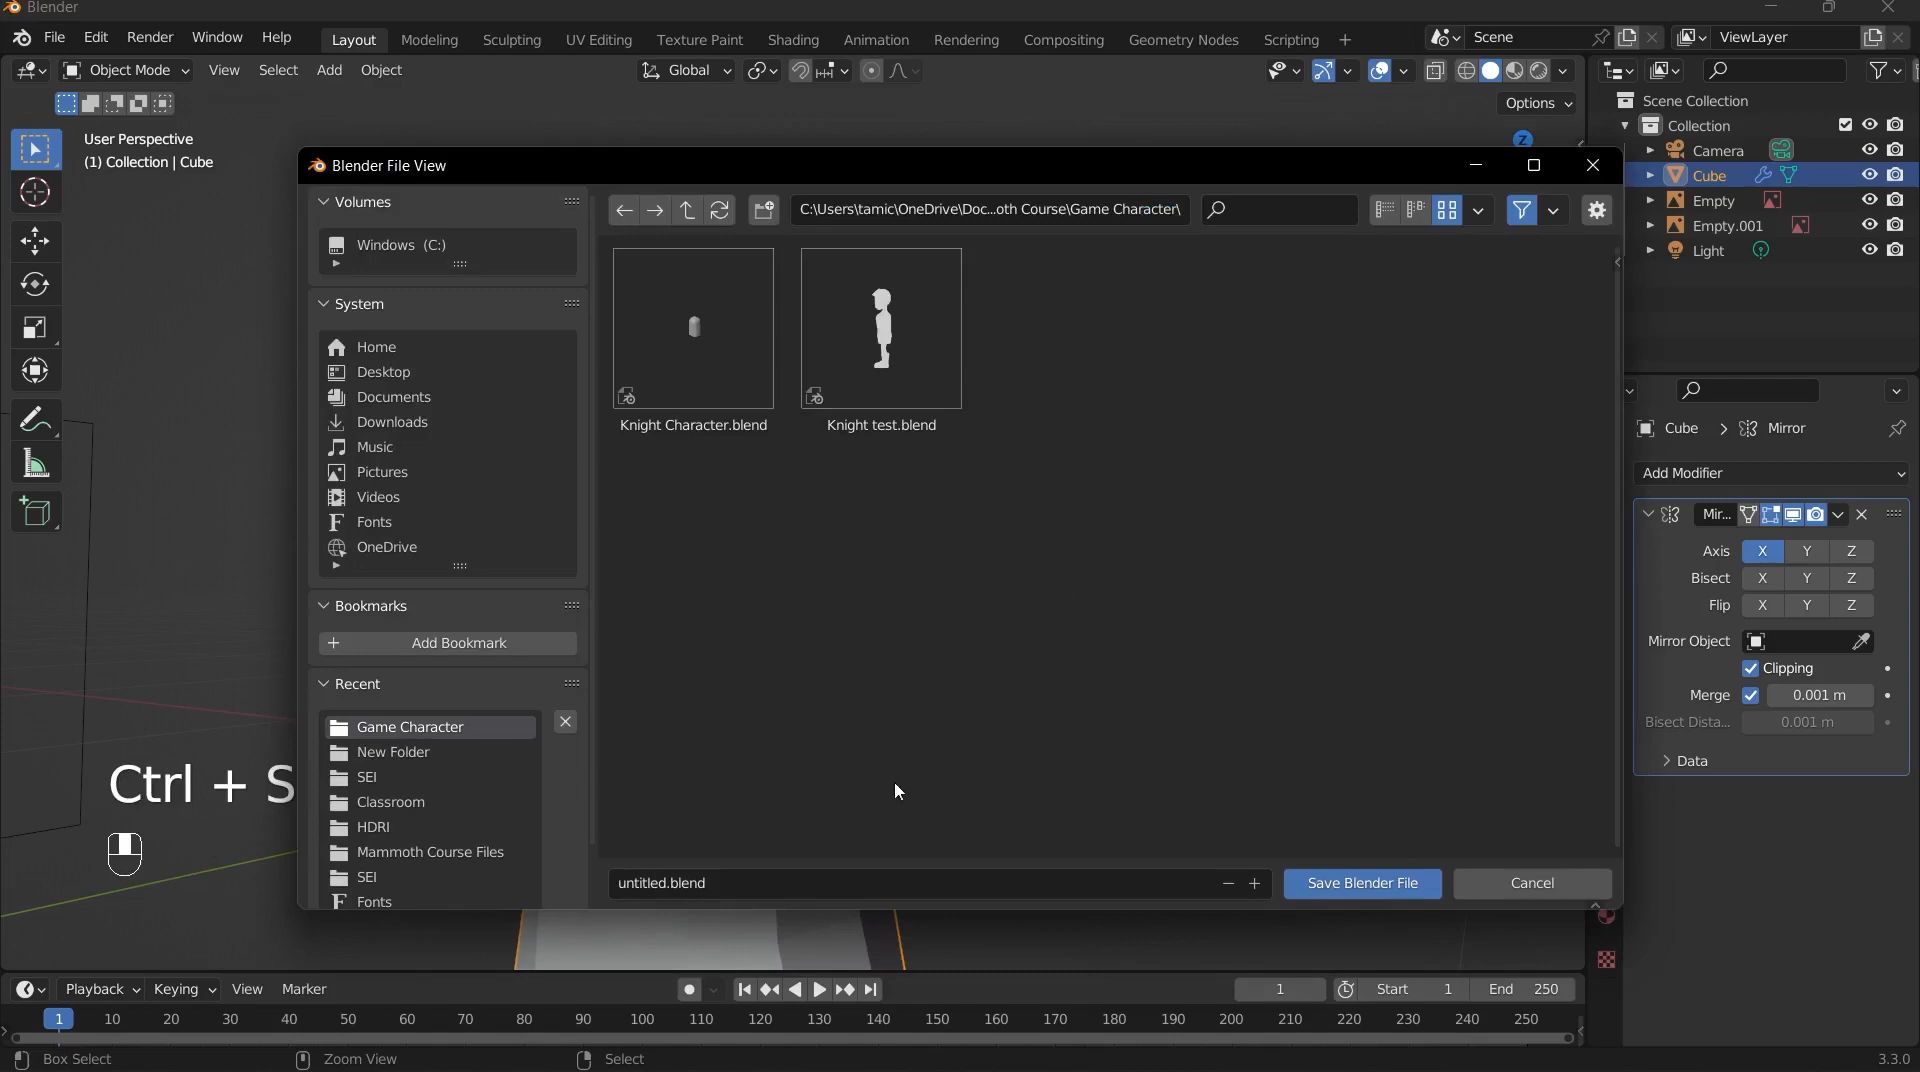 Blender
File Edit Render Window Help Layout Modeling Sculpting UV Editing Texture Paint Shading Animation Rendering Compositing Geometry Nodes Scripting + Scene ViewLayer
Object Mode View Select Add Object Global
Options
User Perspective
(1) Collection | Cube
Z
Scene Collection
Collection
Camera
Cube
Empty
Empty.001
Light
Blender File View
Volumes
Windows (C:)
System
Home
Desktop
Documents
Downloads
Music
Pictures
Videos
Fonts
OneDrive
Bookmarks
Add Bookmark
Recent
Game Character
New Folder
SEI
Classroom
HDRI
Mammoth Course Files
SEI
Fonts
C:\Users\tamic\OneDrive\Doc...oth Course\Game Character\
Knight Character.blend
Knight test.blend
untitled.blend
Save Blender File
Cancel
Cube > Mirror
Add Modifier
Mir...
Axis X Y Z
Bisect X Y Z
Flip X Y Z
Mirror Object
Clipping
Merge 0.001 m
Bisect Dista... 0.001 m
Data
Ctrl + S
Playback Keying View Marker 1 Start 1 End 250
1 10 20 30 40 50 60 70 80 90 100 110 120 130 140 150 160 170 180 190 200 210 220 230 240 250
Box Select Zoom View Select 3.3.0